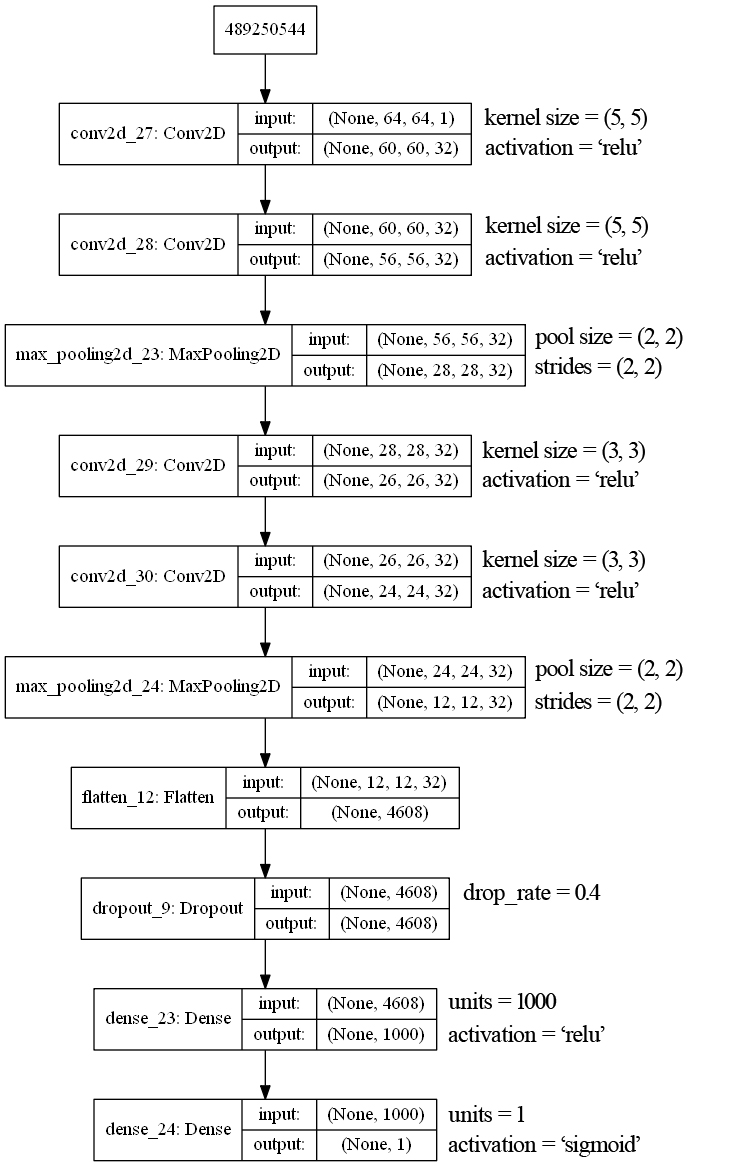 489250544
conv2d_27: Conv2D input: (None, 64, 64, 1) kernel size = (5, 5)
output: (None, 60, 60, 32) activation = ‘relu’
conv2d_28: Conv2D input: (None, 60, 60, 32) kernel size = (5, 5)
output: (None, 56, 56, 32) activation = ‘relu’
max_pooling2d_23: MaxPooling2D input: (None, 56, 56, 32) pool size = (2, 2)
output: (None, 28, 28, 32) strides = (2, 2)
conv2d_29: Conv2D input: (None, 28, 28, 32) kernel size = (3, 3)
output: (None, 26, 26, 32) activation = ‘relu’
conv2d_30: Conv2D input: (None, 26, 26, 32) kernel size = (3, 3)
output: (None, 24, 24, 32) activation = ‘relu’
max_pooling2d_24: MaxPooling2D input: (None, 24, 24, 32) pool size = (2, 2)
output: (None, 12, 12, 32) strides = (2, 2)
flatten_12: Flatten input: (None, 12, 12, 32)
output: (None, 4608)
dropout_9: Dropout input: (None, 4608) drop_rate = 0.4
output: (None, 4608)
dense_23: Dense input: (None, 4608) units = 1000
output: (None, 1000) activation = ‘relu’
dense_24: Dense input: (None, 1000) units = 1
output: (None, 1) activation = ‘sigmoid’